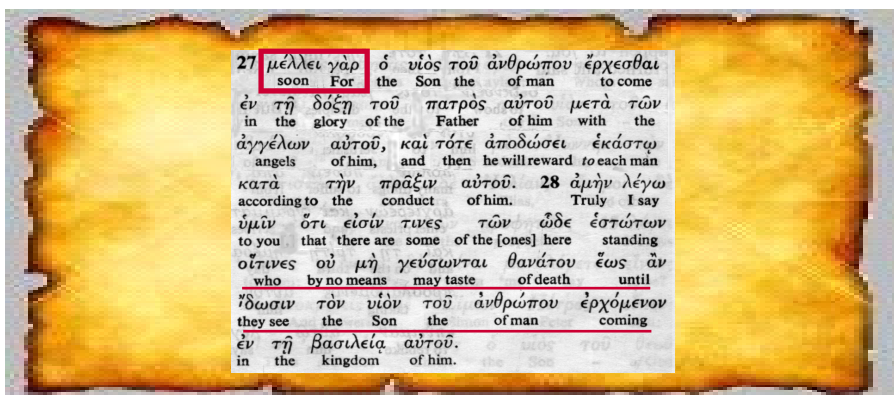 27 μέλλει γὰρ ὁ υἱὸς τοῦ ἀνθρώπου ἔρχεσθαι
soon For the Son the of man to come
ἐν τῇ δόξῃ τοῦ πατρὸς αὐτοῦ μετὰ τῶν
in the glory of the Father of him with the
ἀγγέλων αὐτοῦ, καὶ τότε ἀποδώσει ἑκάστῳ
angels of him, and then he will reward to each man
κατὰ τὴν πρᾶξιν αὐτοῦ. 28 ἀμὴν λέγω
according to the conduct of him. Truly I say
ὑμῖν ὅτι εἰσίν τινες τῶν ὧδε ἑστώτων
to you that there are some of the [ones] here standing
οἵτινες οὐ μὴ γεύσωνται θανάτου ἕως ἂν
who by no means may taste of death until
ἴδωσιν τὸν υἱὸν τοῦ ἀνθρώπου ἐρχόμενον
they see the Son the of man coming
ἐν τῇ βασιλείᾳ αὐτοῦ.
in the kingdom of him.